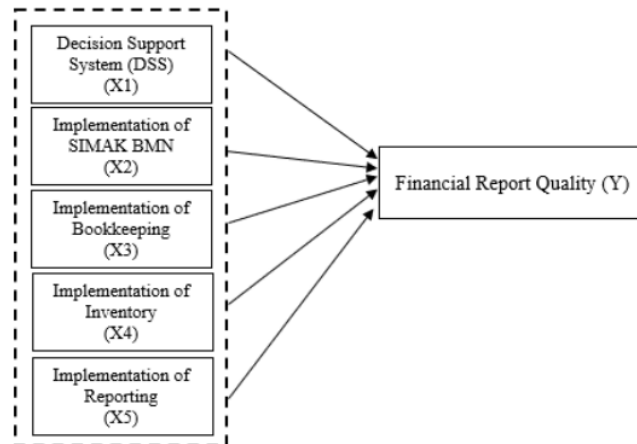 Decision Support
System (DSS)
(X1)
Implementation of
SIMAK BMN
(X2)
Implementation of
Bookkeeping
(X3)
Implementation of
Inventory
(X4)
Implementation of
Reporting
(X5)
Financial Report Quality (Y)